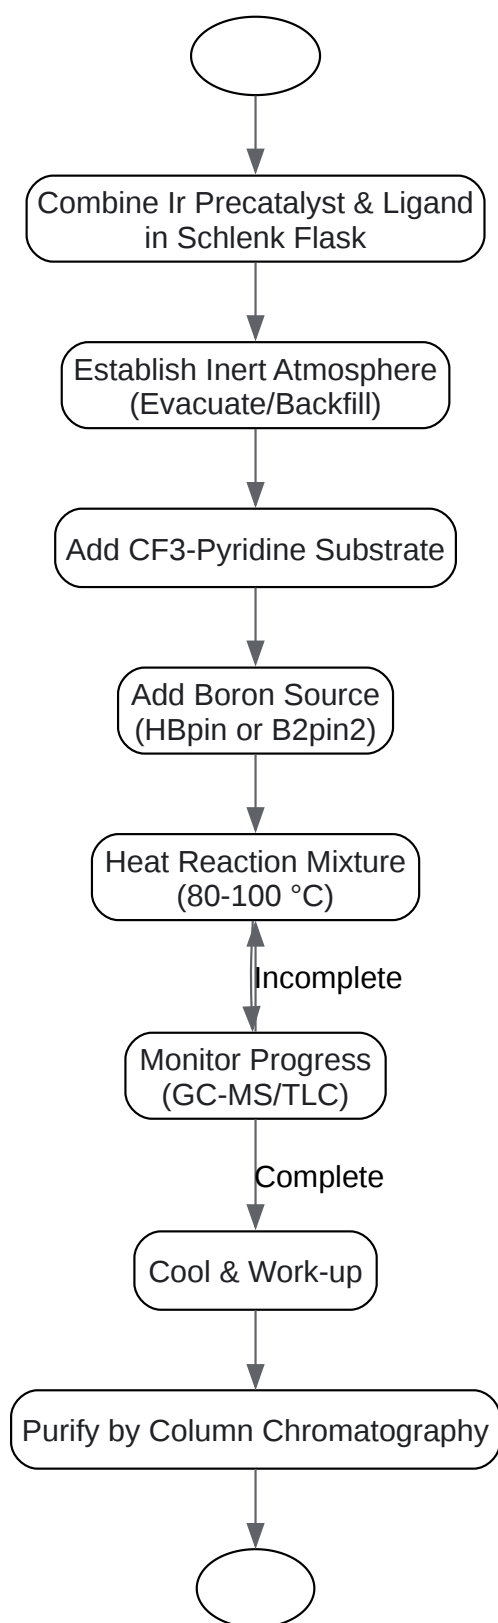 Combine Ir Precatalyst & Ligand
in Schlenk Flask
Establish Inert Atmosphere
(Evacuate/Backfill)
Add CF3-Pyridine Substrate
Add Boron Source
(HBpin or B2pin2)
Heat Reaction Mixture
(80-100 °C)
Incomplete
Monitor Progress
(GC-MS/TLC)
Complete
Cool & Work-up
Purify by Column Chromatography